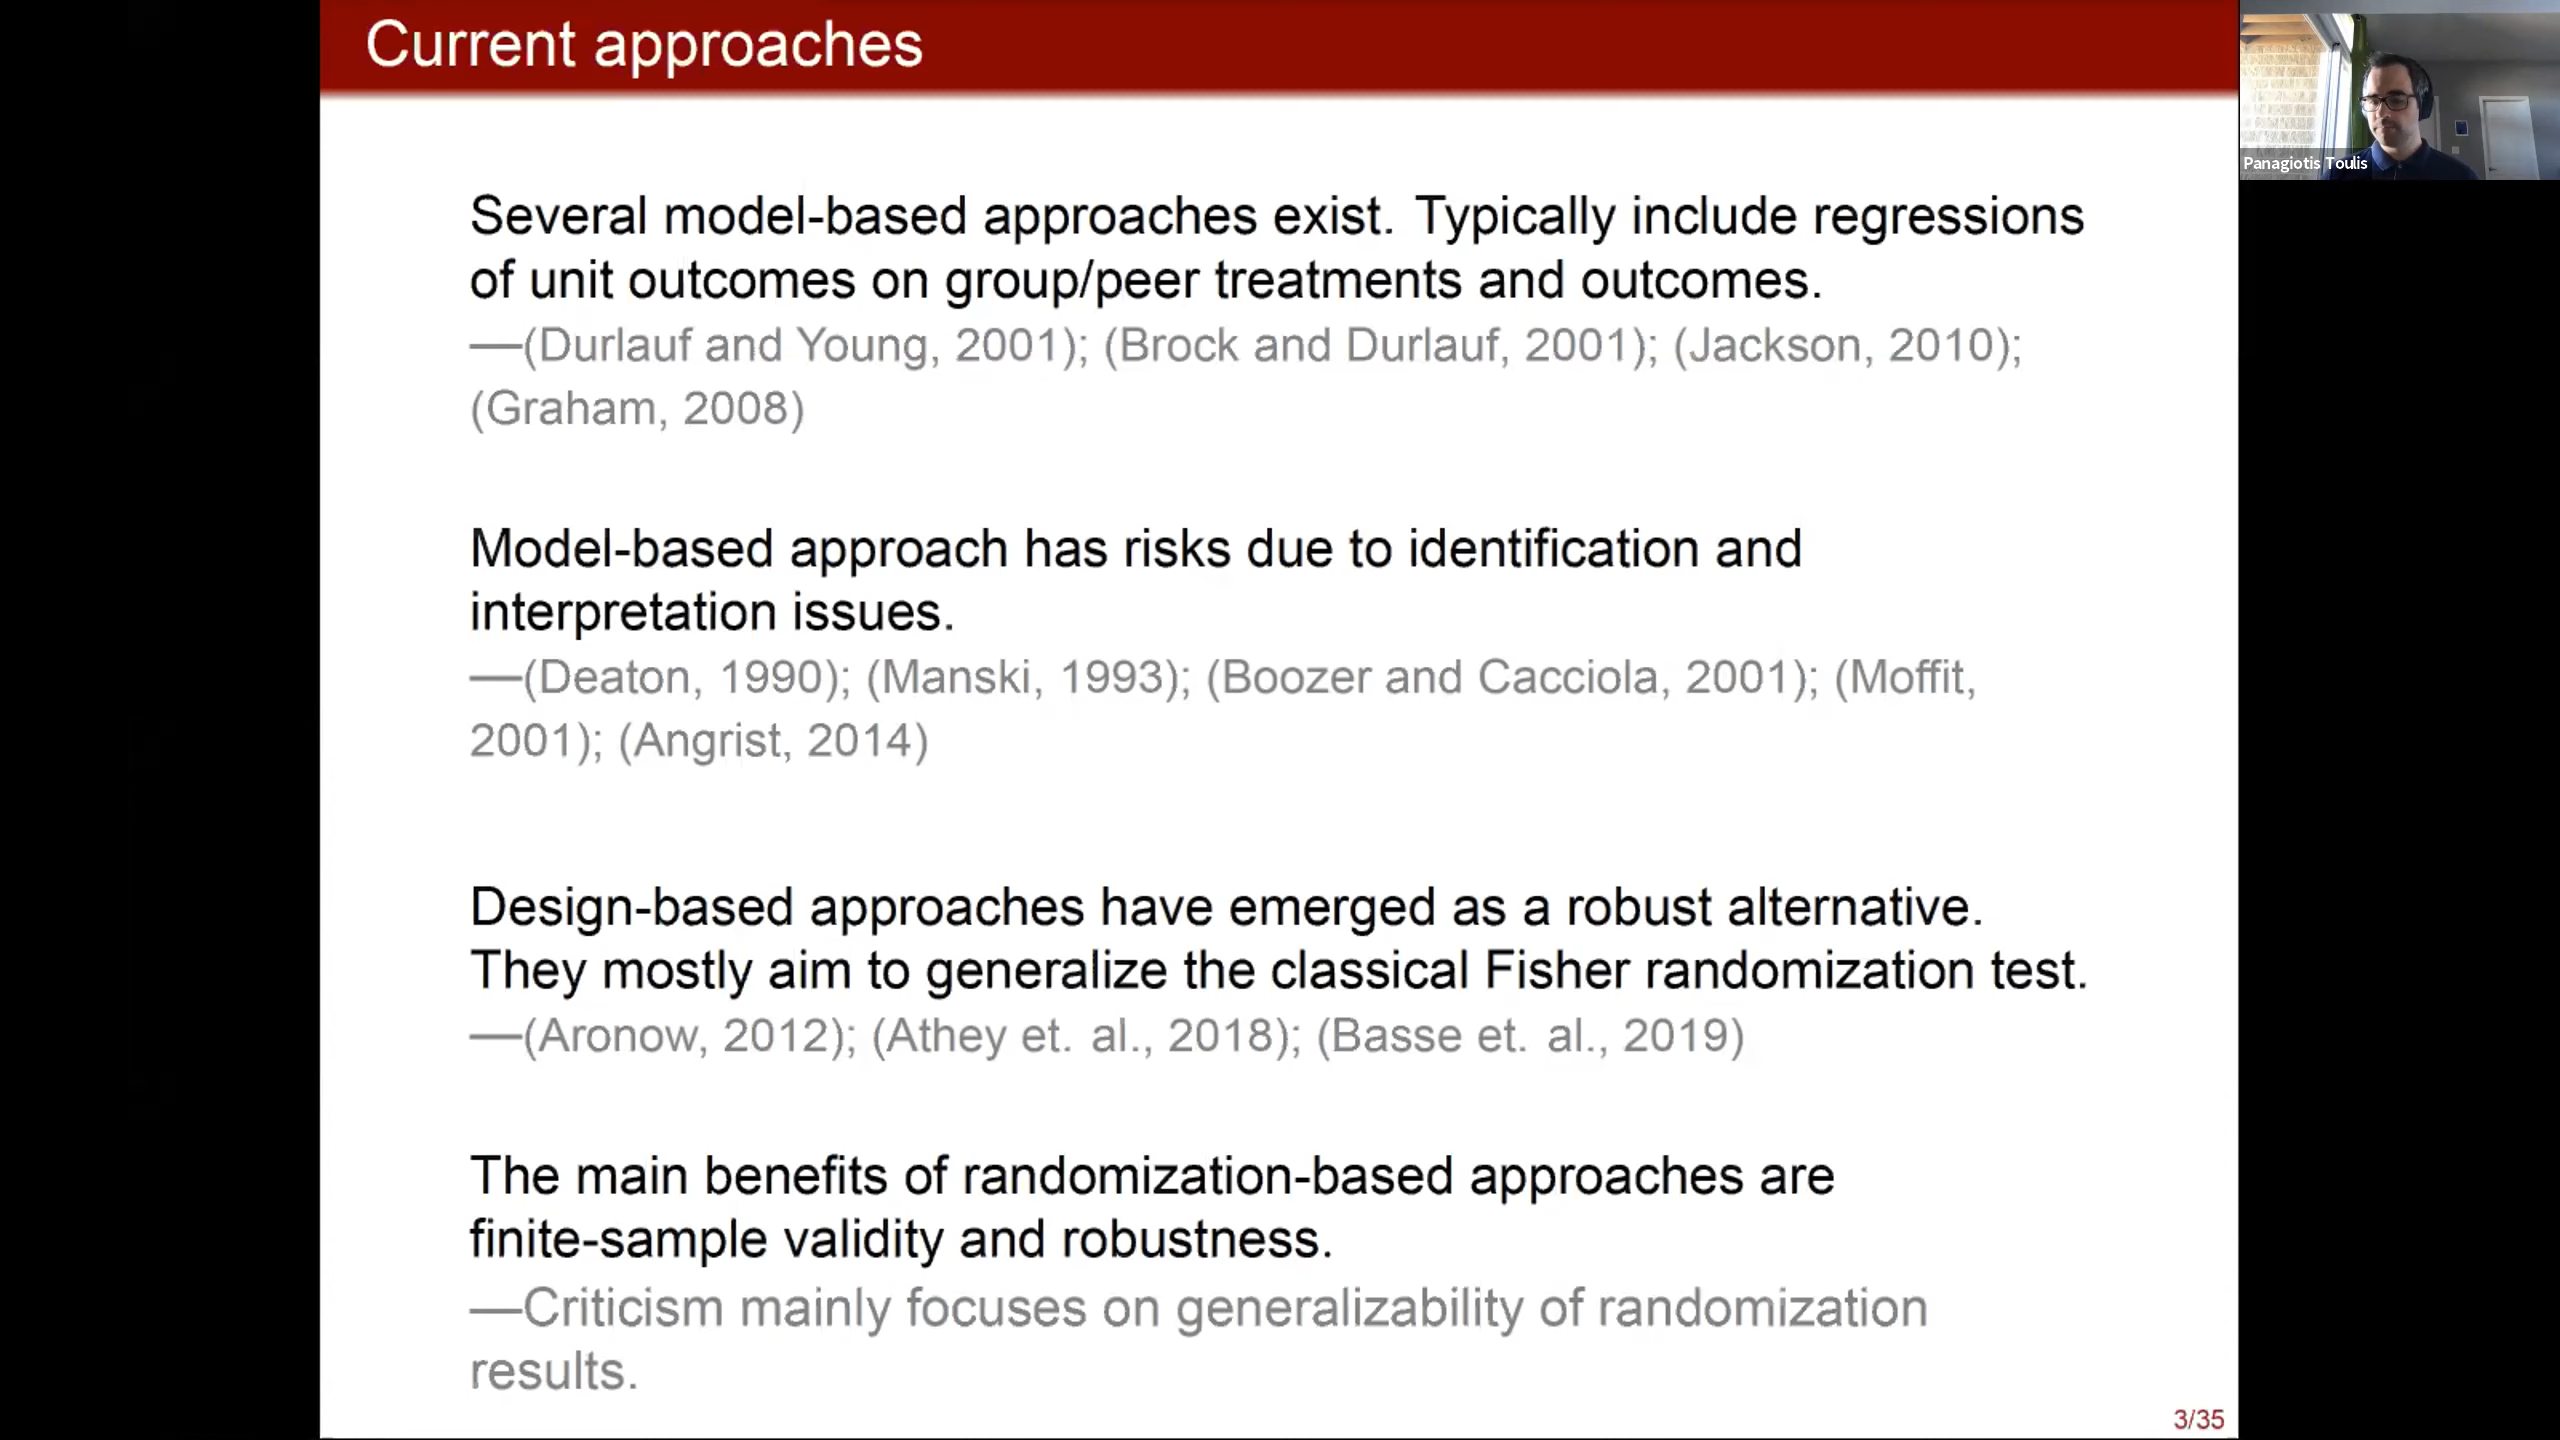 Current approaches
Several model-based approaches exist. Typically include regressions
of unit outcomes on group/peer treatments and outcomes.
—(Durlauf and Young, 2001); (Brock and Durlauf, 2001); (Jackson, 2010);
(Graham, 2008)
Model-based approach has risks due to identification and
interpretation issues.
—(Deaton, 1990); (Manski, 1993); (Boozer and Cacciola, 2001); (Moffit,
2001); (Angrist, 2014)
Design-based approaches have emerged as a robust alternative.
They mostly aim to generalize the classical Fisher randomization test.
—(Aronow, 2012); (Athey et. al., 2018); (Basse et. al., 2019)
The main benefits of randomization-based approaches are
finite-sample validity and robustness.
—Criticism mainly focuses on generalizability of randomization
results.
3/35
Panagiotis Toulis